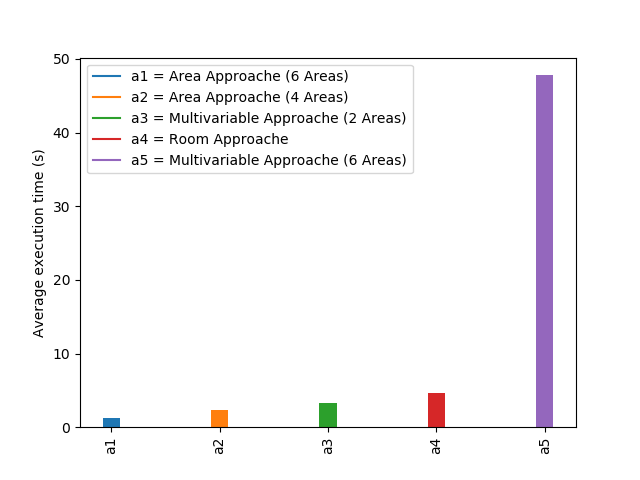 50
40
30
20
10
0
Average execution time (s)
a1 = Area Approache (6 Areas)
a2 = Area Approache (4 Areas)
a3 = Multivariable Approache (2 Areas)
a4 = Room Approache
a5 = Multivariable Approache (6 Areas)
a1
a2
a3
a4
a5